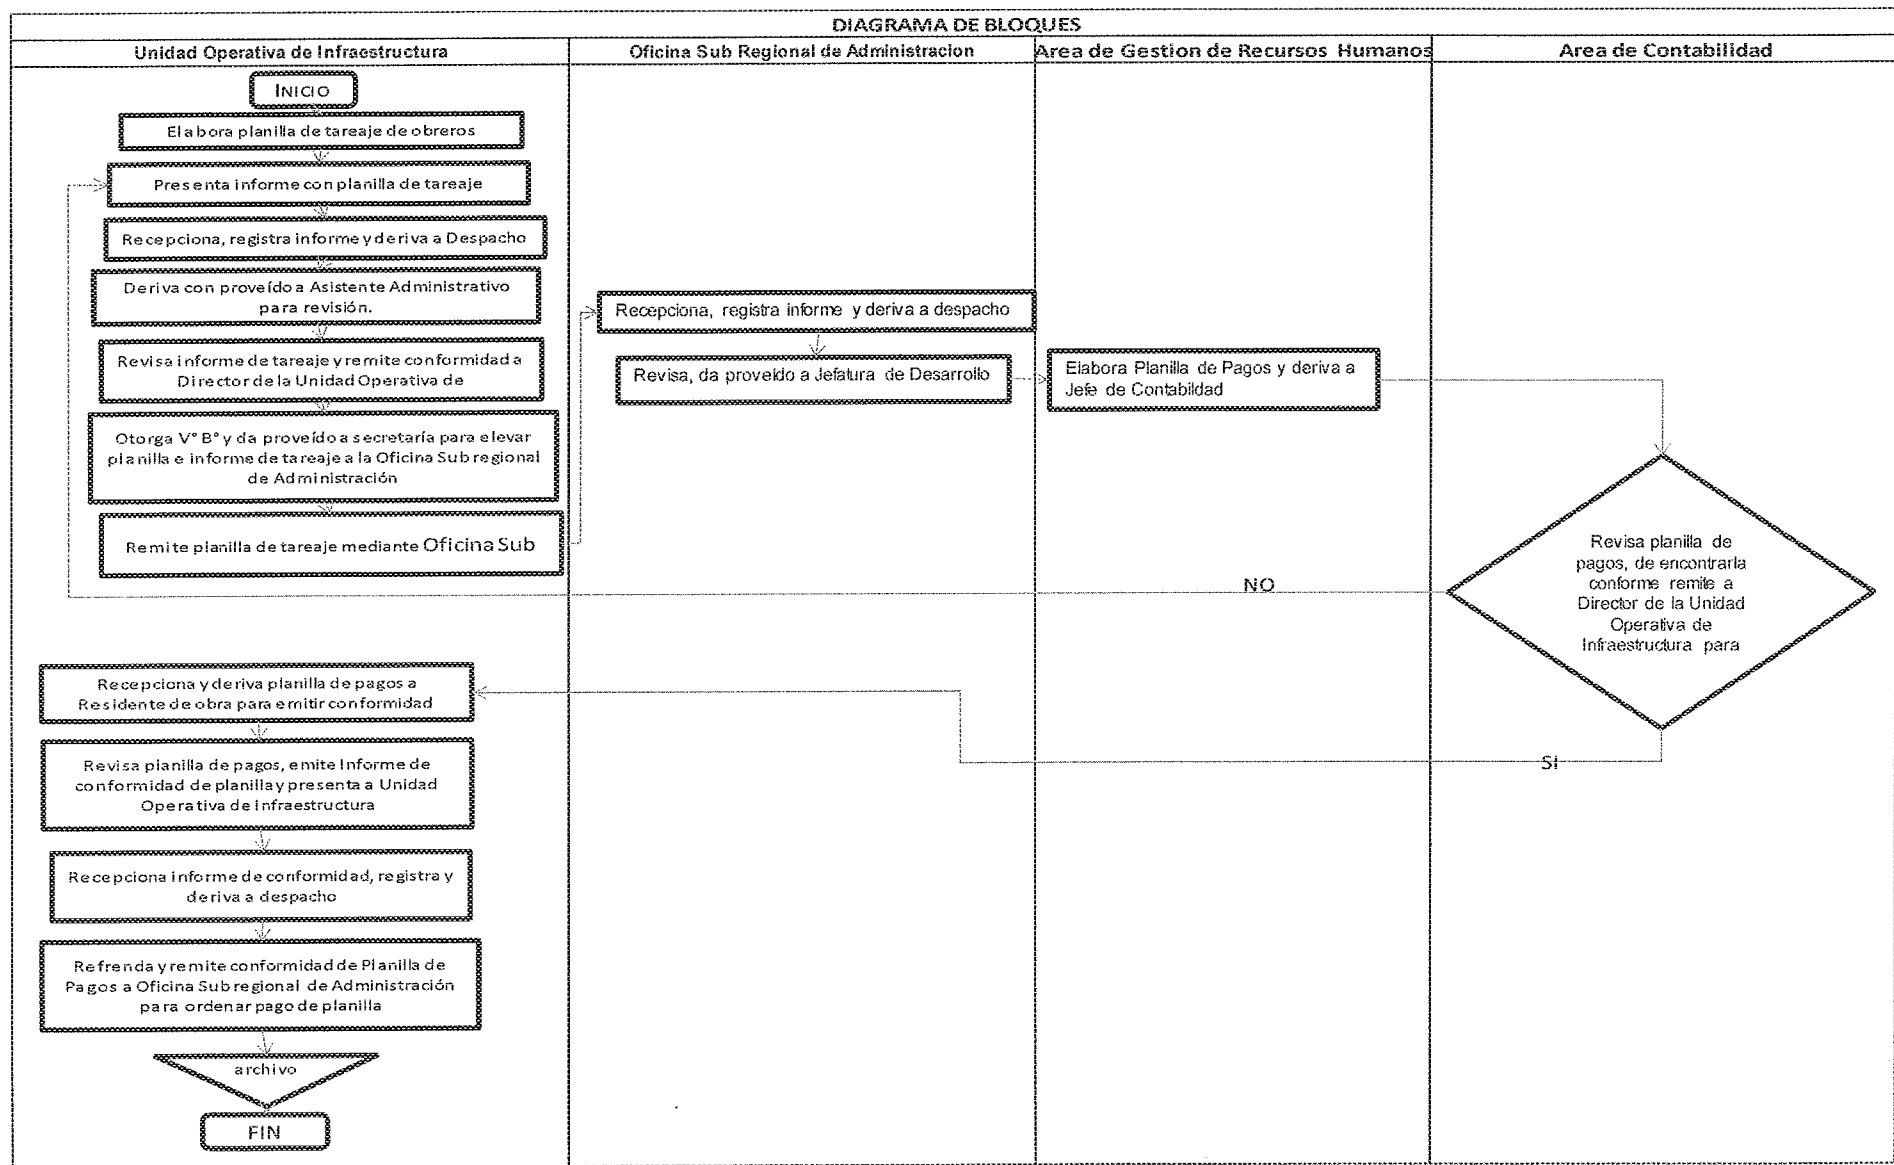 DIAGRAMA DE BLOQUES
Unidad Operativa de Infraestructura
Oficina Sub Regional de Administracion
Area de Gestion de Recursos Humanos
Area de Contabilidad
INICIO
Elabora planilla de tareaje de obreros
Presenta informe con planilla de tareaje
Recepciona, registra informe y deriva a Despacho
Deriva con proveído a Asistente Administrativo
para revisión.
Revisa informe de tareaje y remite conformidad a
Director de la Unidad Operativa de
Otorga V° B° y da proveído a secretaría para elevar
planilla e informe de tareaje a la Oficina Sub regional
de Administración
Remite planilla de tareaje mediante Oficina Sub
Recepciona, registra informe y deriva a despacho
Revisa, da proveído a Jefatura de Desarrollo
Elabora Planilla de Pagos y deriva a
Jefe de Contabildad
Revisa planilla de
pagos, de encontrarla
conforme remite a
Director de la Unidad
Operativa de
Infraestructura para
NO
SI
Recepciona y deriva planilla de pagos a
Residente de obra para emitir conformidad
Revisa planilla de pagos, emite Informe de
conformidad de planilla y presenta a Unidad
Operativa de Infraestructura
Recepciona informe de conformidad, registra y
deriva a despacho
Refrenda y remite conformidad de Planilla de
Pagos a Oficina Sub regional de Administración
para ordenar pago de planilla
archivo
FIN